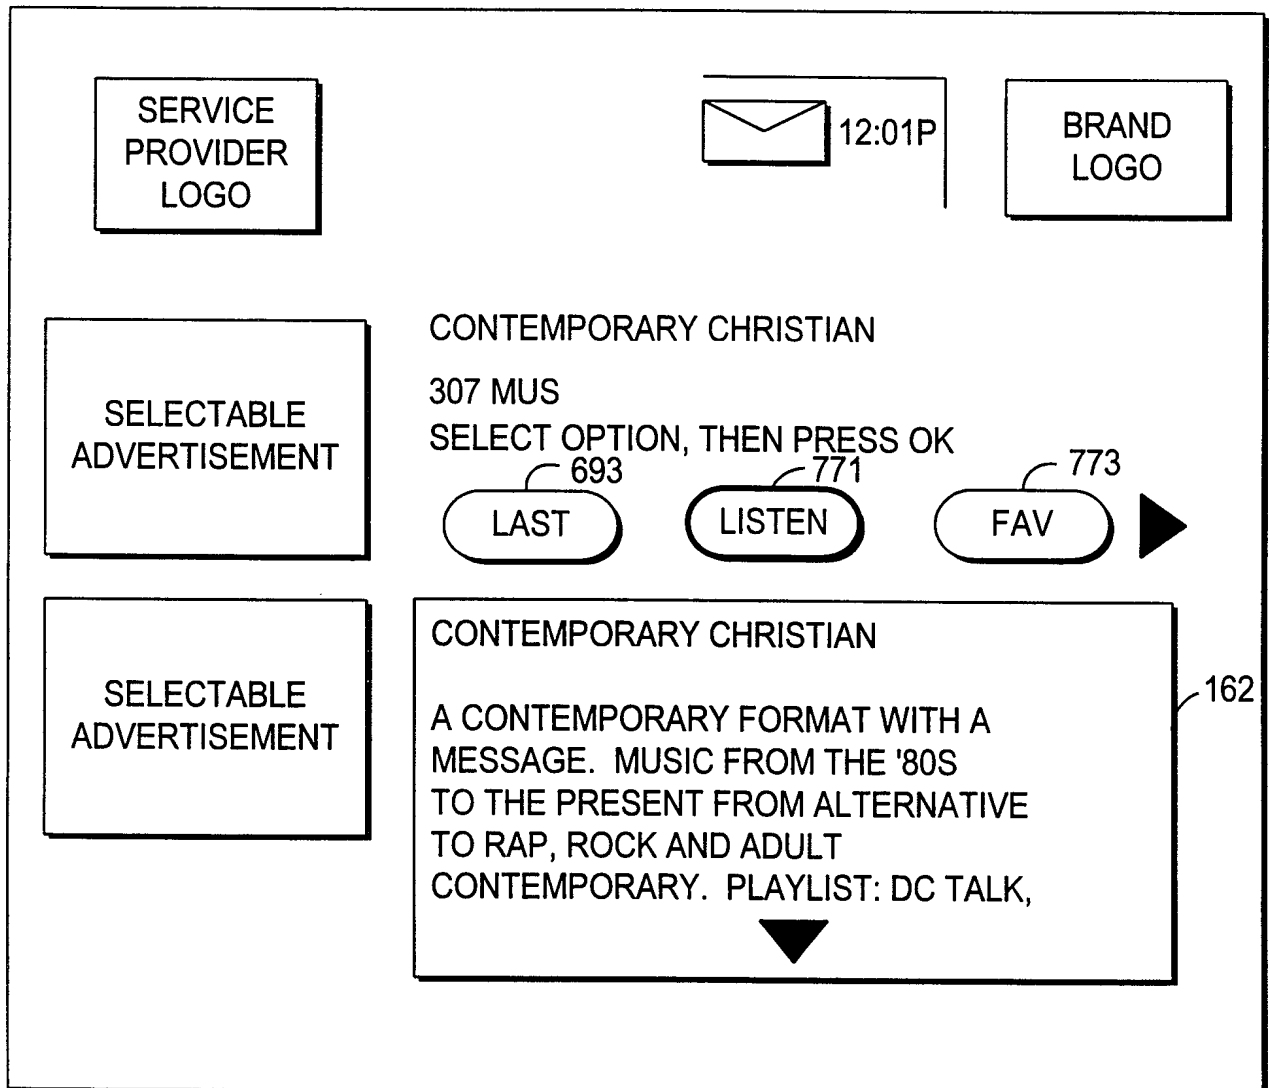 SERVICE
PROVIDER
LOGO
12:01P
BRAND
LOGO
SELECTABLE
ADVERTISEMENT
CONTEMPORARY CHRISTIAN
307 MUS
SELECT OPTION, THEN PRESS OK
693
771
773
LAST
LISTEN
FAV
SELECTABLE
ADVERTISEMENT
CONTEMPORARY CHRISTIAN
162
A CONTEMPORARY FORMAT WITH A
MESSAGE. MUSIC FROM THE '80S
TO THE PRESENT FROM ALTERNATIVE
TO RAP, ROCK AND ADULT
CONTEMPORARY. PLAYLIST: DC TALK,